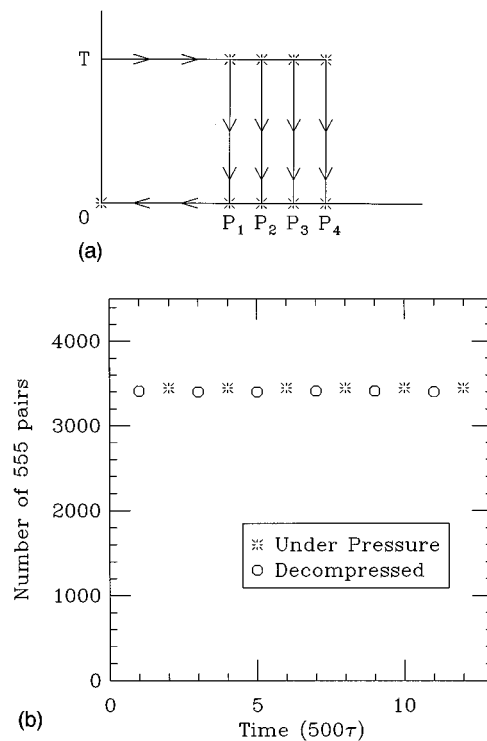 T
0
P1 P2 P3 P4
(a)
Number of 555 pairs
4000
3000
2000
1000
0
Under Pressure
Decompressed
0 5 10
Time (500τ)
(b)